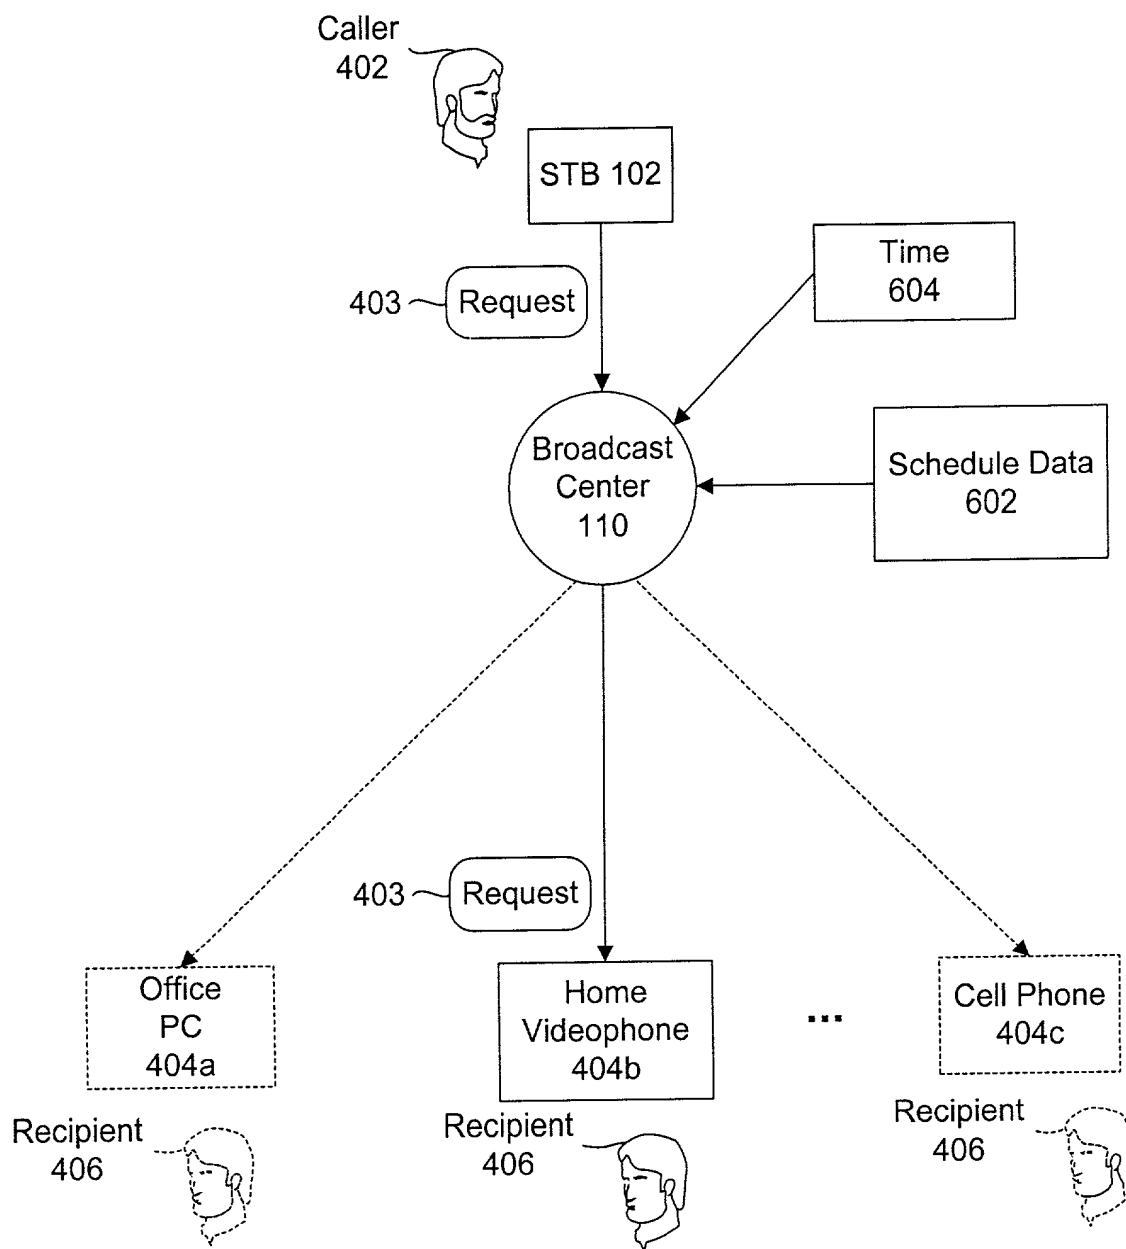 Caller
402
STB 102
Time
604
403
Request
Broadcast
Center
110
Schedule Data
602
403
Request
Office
PC
404a
Home
Videophone
404b
...
Cell Phone
404c
Recipient
406
Recipient
406
Recipient
406